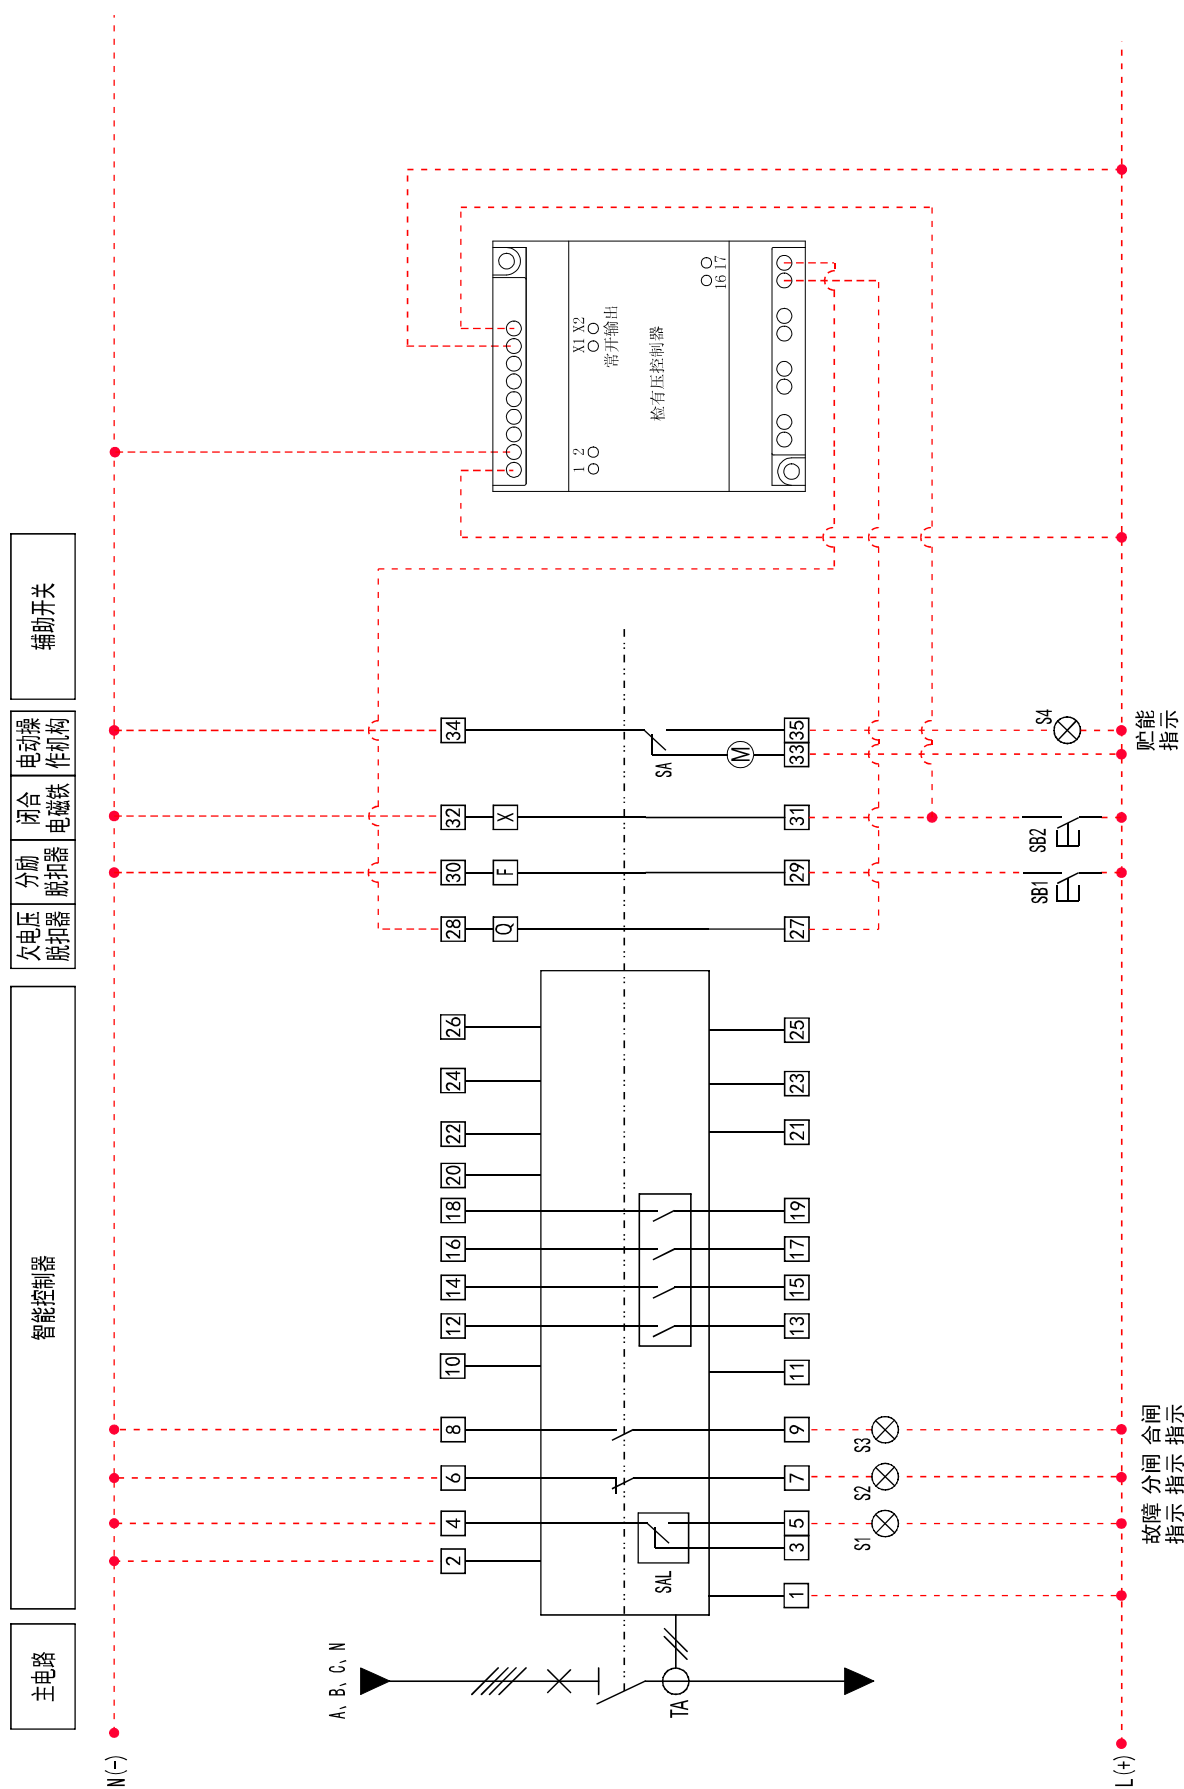 主电路
智能控制器
欠电压
脱扣器
分励
脱扣器
闭合
电磁铁
电动操
作机构
辅助开关
N(-)
A、B、C、N
2
4
6
8
10
12
14
16
18
20
22
24
26
28
30
32
34
Q
F
X
1 2
X1 X2
常开输出
检有压控制器
16 17
TA
SAL
SA
M
1
3
5
7
9
11
13
15
17
19
21
23
25
27
29
31
33
35
S1
S2
S3
SB1
SB2
S4
故障
指示
分闸
指示
合闸
指示
贮能
指示
L(+)